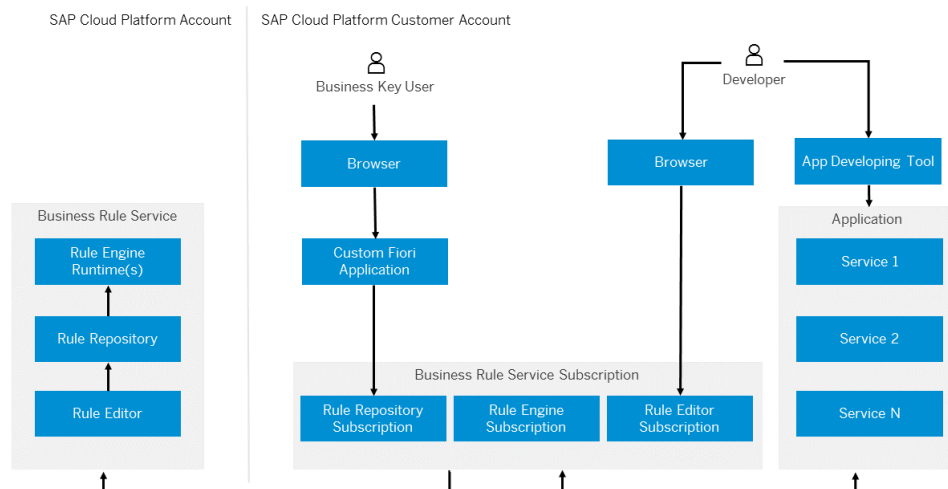 SAP Cloud Platform Account
SAP Cloud Platform Customer Account
Business Key User
Developer
Browser
Browser
App Developing Tool
Business Rule Service
Rule Engine
Runtime(s)
Rule Repository
Rule Editor
Custom Fiori
Application
Application
Service 1
Service 2
Service N
Business Rule Service Subscription
Rule Repository
Subscription
Rule Engine
Subscription
Rule Editor
Subscription